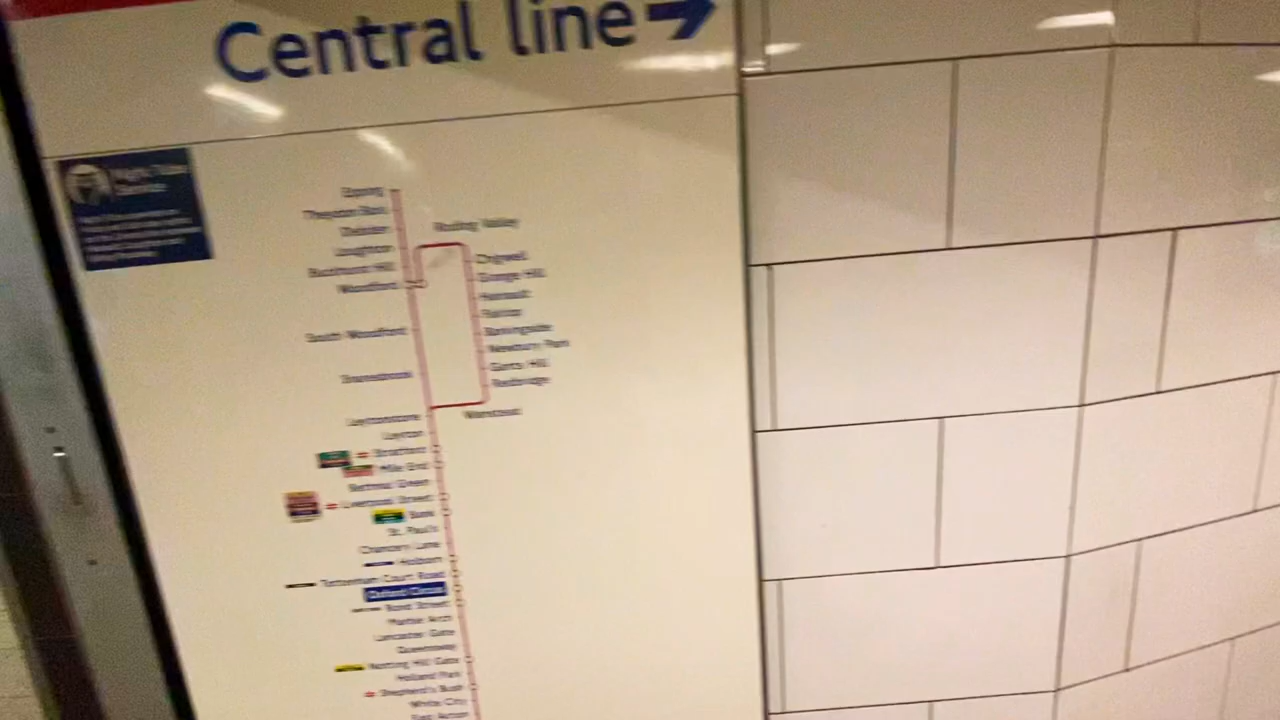 Central line
Epping
Theydon Bois
Debden
Loughton
Buckhurst Hill
Woodford
South Woodford
Snaresbrook
Leytonstone
Leyton
Stratford
Mile End
Bethnal Green
Liverpool Street
Bank
St. Paul's
Chancery Lane
Holborn
Tottenham Court Road
Oxford Circus
Bond Street
Marble Arch
Lancaster Gate
Queensway
Notting Hill Gate
Holland Park
Shepherd's Bush
White City
East Acton
Roding Valley
Chigwell
Grange Hill
Hainault
Fairlop
Barkingside
Newbury Park
Gants Hill
Redbridge
Wanstead